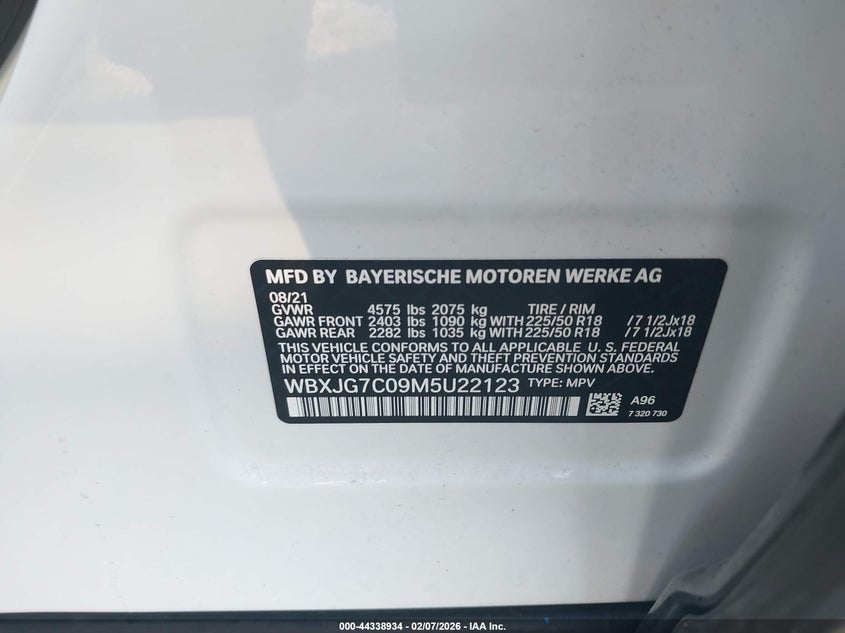 MFD BY BAYERISCHE MOTOREN WERKE AG
08/21
GVWR 4575 lbs 2075 kg TIRE / RIM
GAWR FRONT 2403 lbs 1090 kg WITH 225/50 R18 /7 1/2Jx18
GAWR REAR 2282 lbs 1035 kg WITH 225/50 R18 /7 1/2Jx18
THIS VEHICLE CONFORMS TO ALL APPLICABLE U. S. FEDERAL
MOTOR VEHICLE SAFETY AND THEFT PREVENTION STANDARDS
IN EFFECT ON THE DATE OF MANUFACTURE SHOWN ABOVE.
WBXJG7C09M5U22123 TYPE: MPV
A96
7 320 730
000-44338934 - 02/07/2026 - IAA Inc.